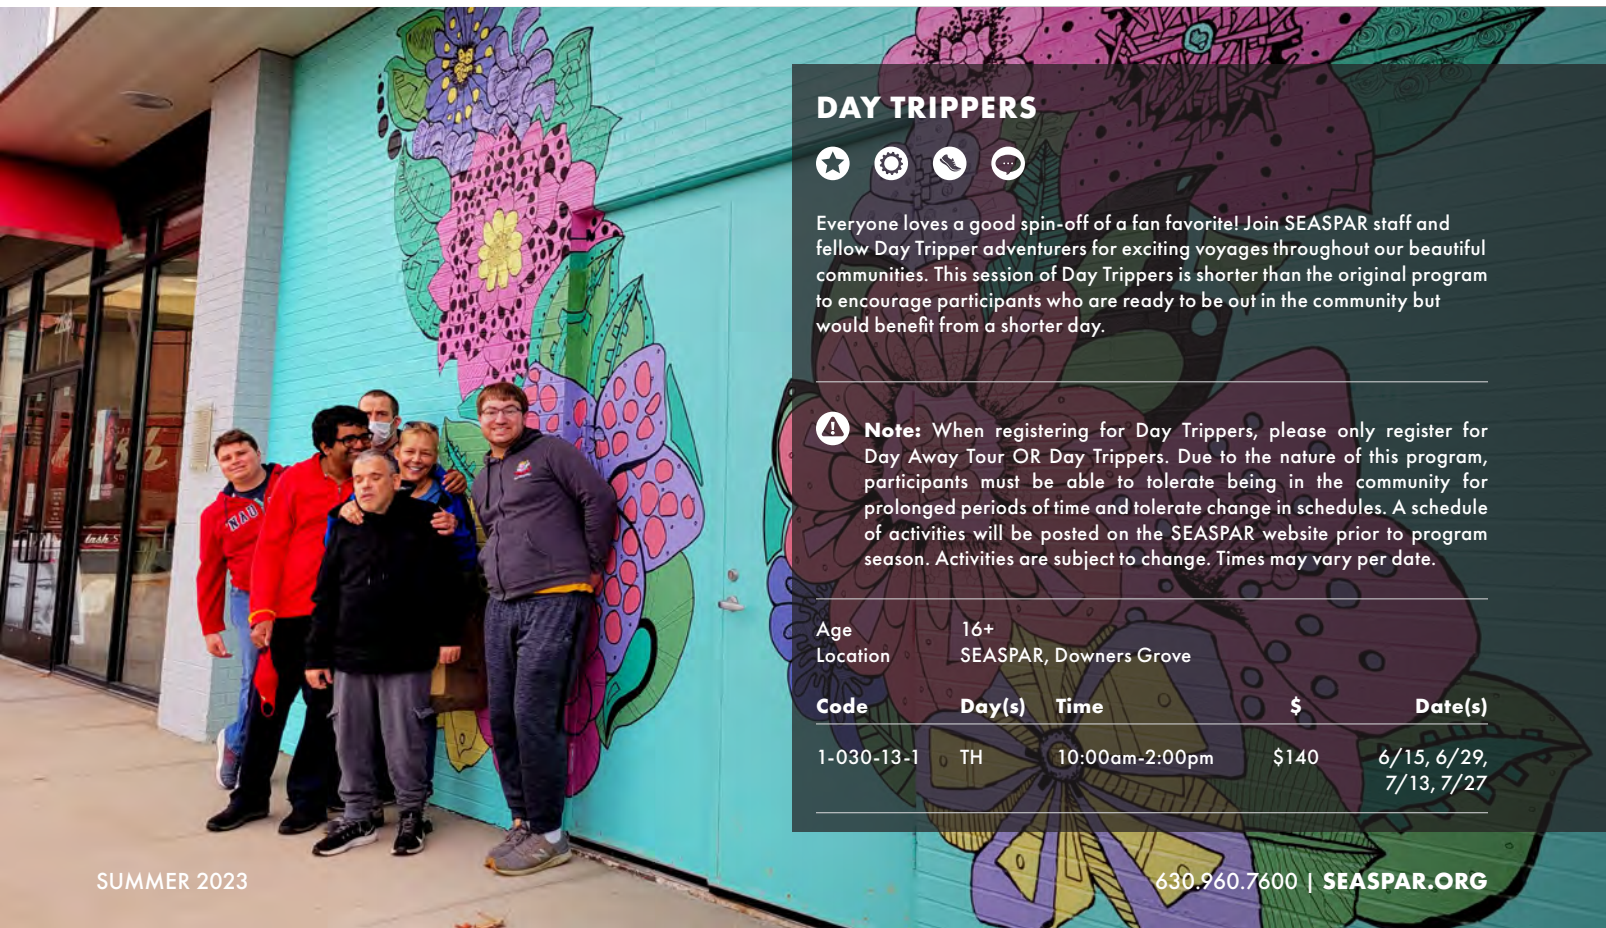 DAY TRIPPERS
Everyone loves a good spin-off of a fan favorite! Join SEASPAR staff and
fellow Day Tripper adventurers for exciting voyages throughout our beautiful
communities. This session of Day Trippers is shorter than the original program
to encourage participants who are ready to be out in the community but
would benefit from a shorter day.
Note: When registering for Day Trippers, please only register for
Day Away Tour OR Day Trippers. Due to the nature of this program,
participants must be able to tolerate being in the community for
prolonged periods of time and tolerate change in schedules. A schedule
of activities will be posted on the SEASPAR website prior to program
season. Activities are subject to change. Times may vary per date.
Age 16+
Location SEASPAR, Downers Grove
Code Day(s) Time $ Date(s)
1-030-13-1 TH 10:00am-2:00pm $140 6/15, 6/29,
7/13, 7/27
NAU
SUMMER 2023
630.960.7600 | SEASPAR.ORG